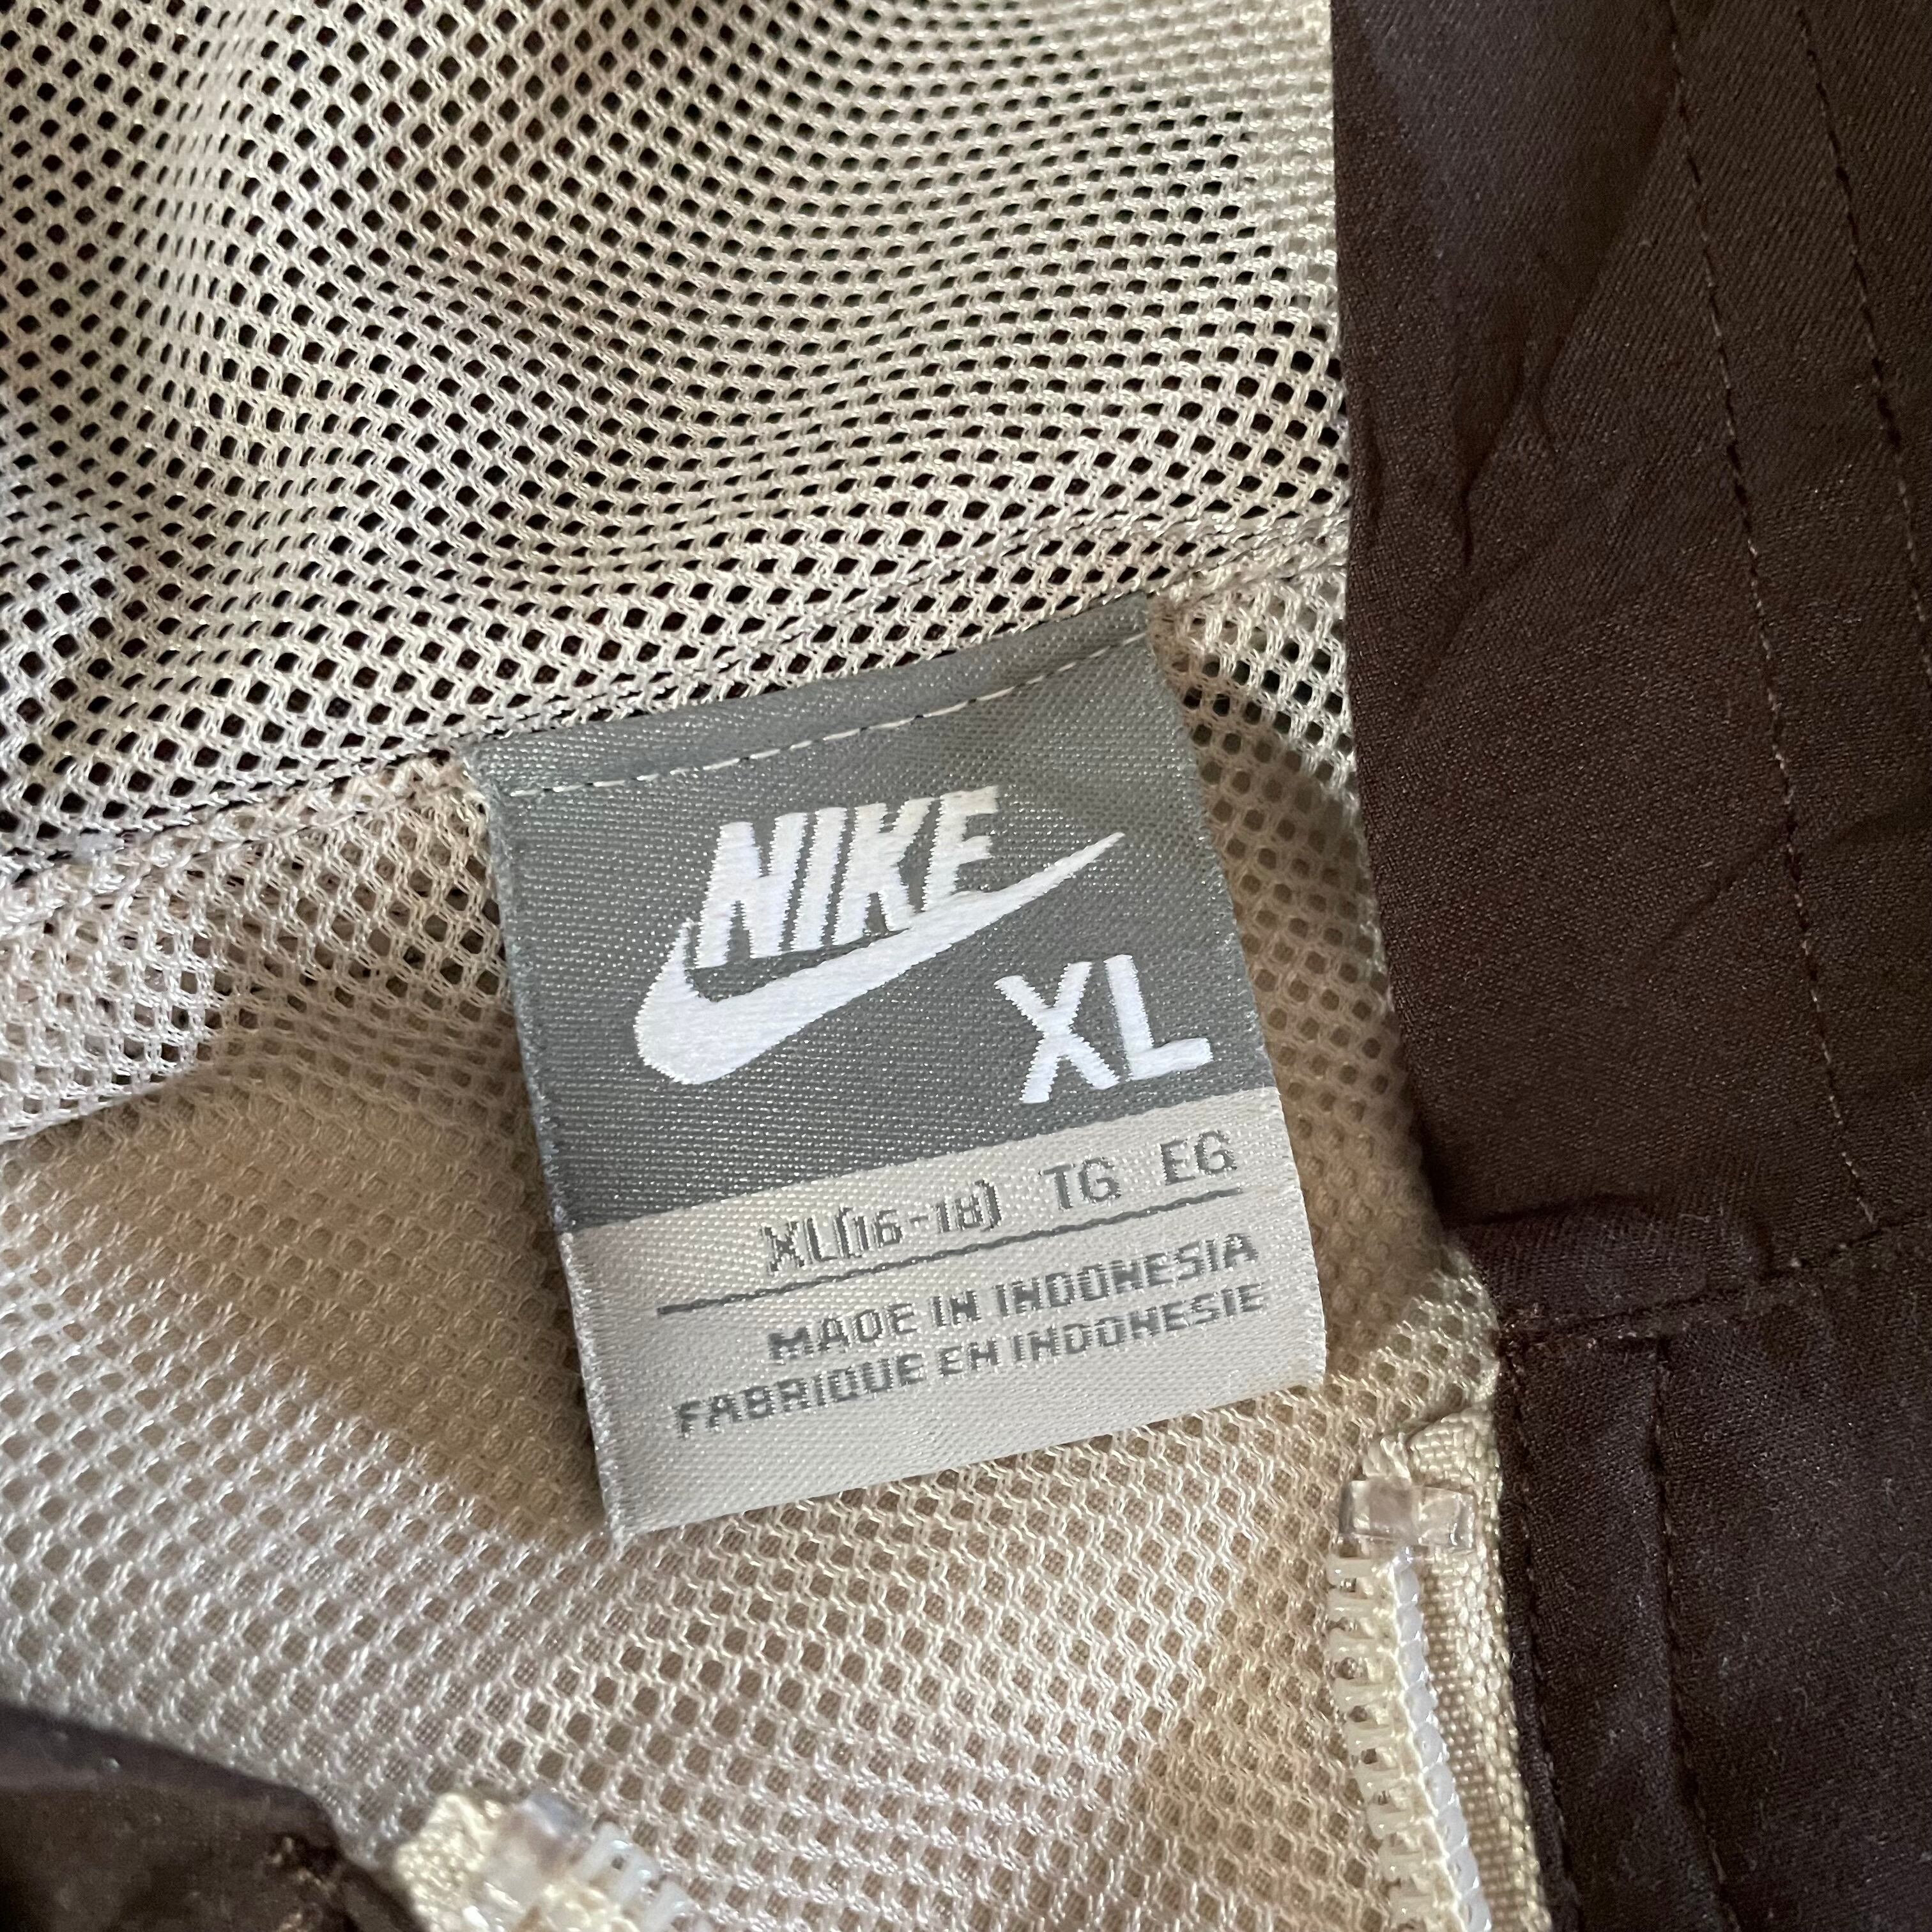 NIKE
XL
XL(16-18) TG EG
MADE IN INDONESIA
FABRIQUE EN INDONESIE